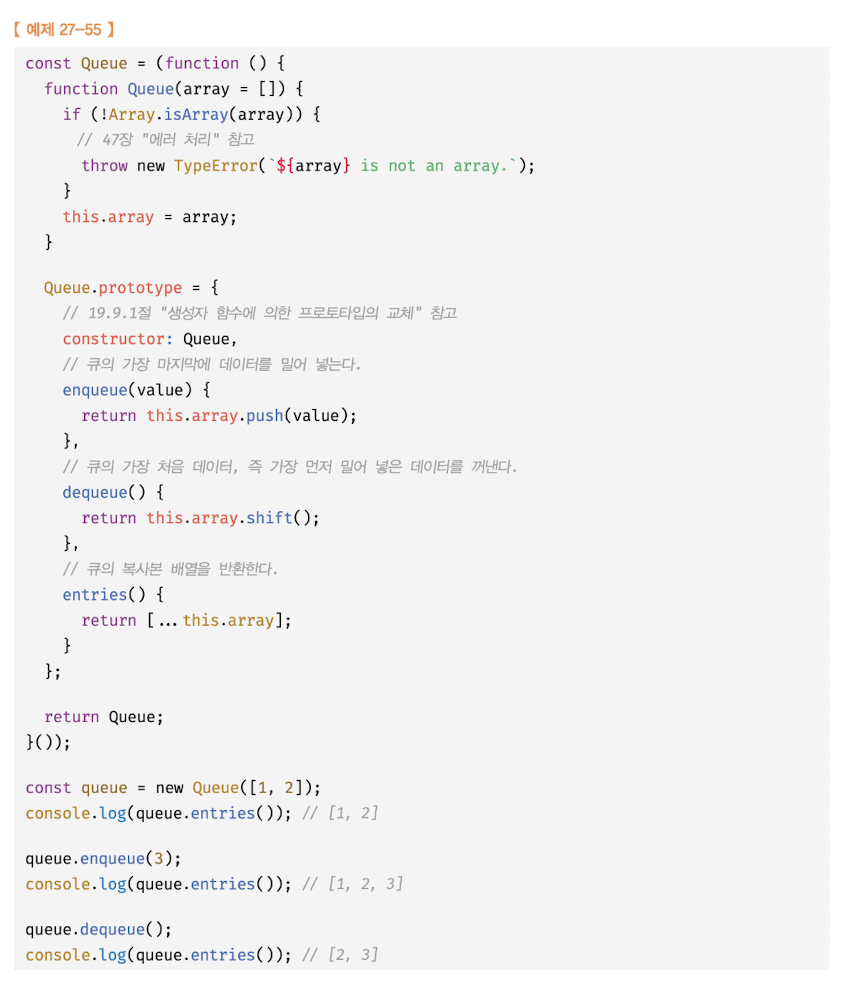 【 예제 27-55 】
const Queue = (function () {
  function Queue(array = []) {
    if (!Array.isArray(array)) {
      // 47장 "에러 처리" 참고
      throw new TypeError(`${array} is not an array.`);
    }
    this.array = array;
  }

  Queue.prototype = {
    // 19.9.1절 "생성자 함수에 의한 프로토타입의 교체" 참고
    constructor: Queue,
    // 큐의 가장 마지막에 데이터를 밀어 넣는다.
    enqueue(value) {
      return this.array.push(value);
    },
    // 큐의 가장 처음 데이터, 즉 가장 먼저 밀어 넣은 데이터를 꺼낸다.
    dequeue() {
      return this.array.shift();
    },
    // 큐의 복사본 배열을 반환한다.
    entries() {
      return [...this.array];
    }
  };

  return Queue;
}());

const queue = new Queue([1, 2]);
console.log(queue.entries()); // [1, 2]

queue.enqueue(3);
console.log(queue.entries()); // [1, 2, 3]

queue.dequeue();
console.log(queue.entries()); // [2, 3]